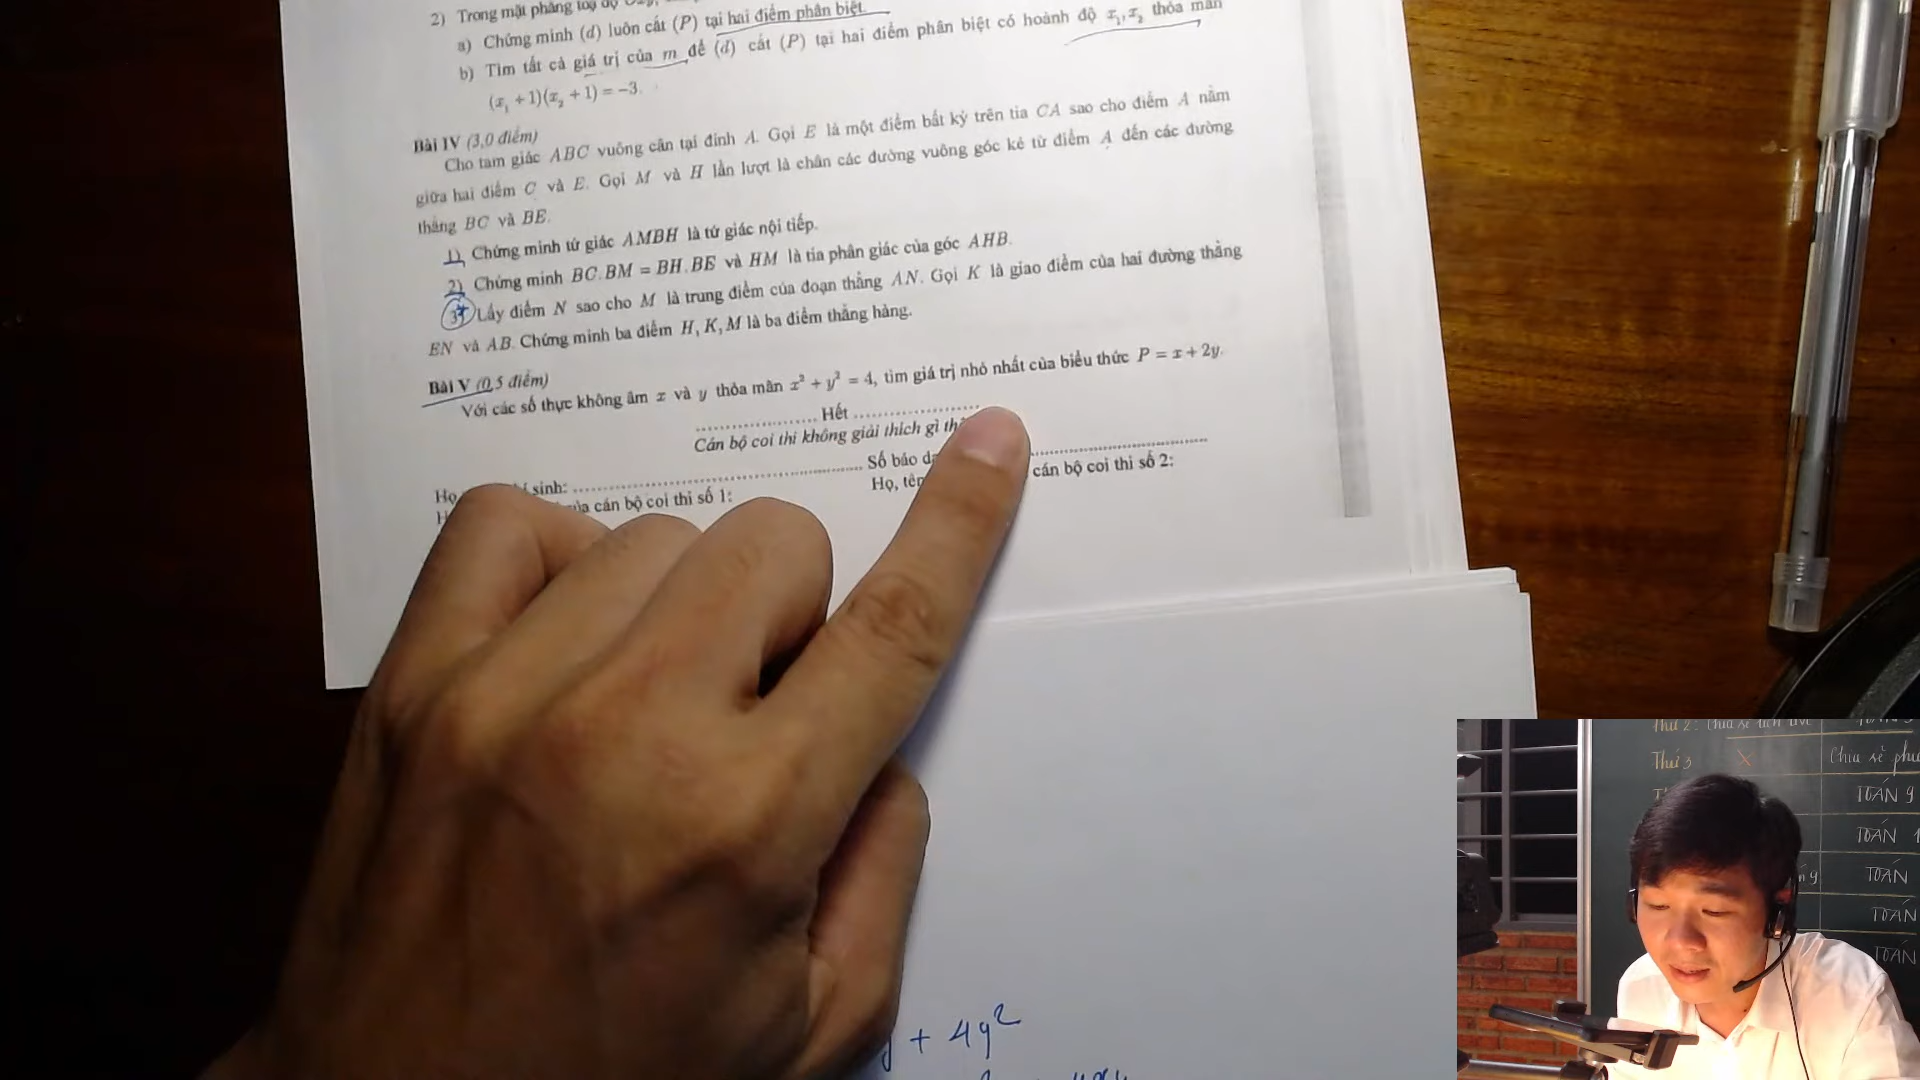 2) Trong mặt phẳng toạ độ
a) Chứng minh (d) luôn cắt (P) tại hai điểm phân biệt.
b) Tìm tất cả giá trị của m để (d) cắt (P) tại hai điểm phân biệt có hoành độ x₁, x₂ thỏa mãn
(x₁ + 1)(x₂ + 1) = −3.
Bài IV (3,0 điểm)
Cho tam giác ABC vuông cân tại đỉnh A. Gọi E là một điểm bất kỳ trên tia CA sao cho điểm A nằm
giữa hai điểm C và E. Gọi M và H lần lượt là chân các đường vuông góc kẻ từ điểm A đến các đường
thẳng BC và BE.
1) Chứng minh tứ giác AMBH là tứ giác nội tiếp.
2) Chứng minh BC.BM = BH.BE và HM là tia phân giác của góc AHB.
3) Lấy điểm N sao cho M là trung điểm của đoạn thẳng AN. Gọi K là giao điểm của hai đường thẳng
EN và AB. Chứng minh ba điểm H, K, M là ba điểm thẳng hàng.
Bài V (0,5 điểm)
Với các số thực không âm x và y thỏa mãn x² + y² = 4, tìm giá trị nhỏ nhất của biểu thức P = x + 2y.
Hết
Cán bộ coi thi không giải thích gì
Họ sinh: Số báo
cán bộ coi thi số 1: Họ, tên cán bộ coi thi số 2:
+ 4y²
Thứ 2: Chia sẻ
Thứ 3 X Chia sẻ
TOÁN 9
TOÁN
TOÁN
TOÁN
TOÁN